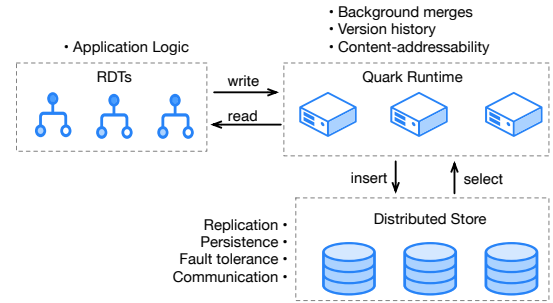 • Background merges
• Version history
• Content-addressability
• Application Logic
RDTs
write
read
Quark Runtime
insert
select
Distributed Store
Replication •
Persistence •
Fault tolerance •
Communication •